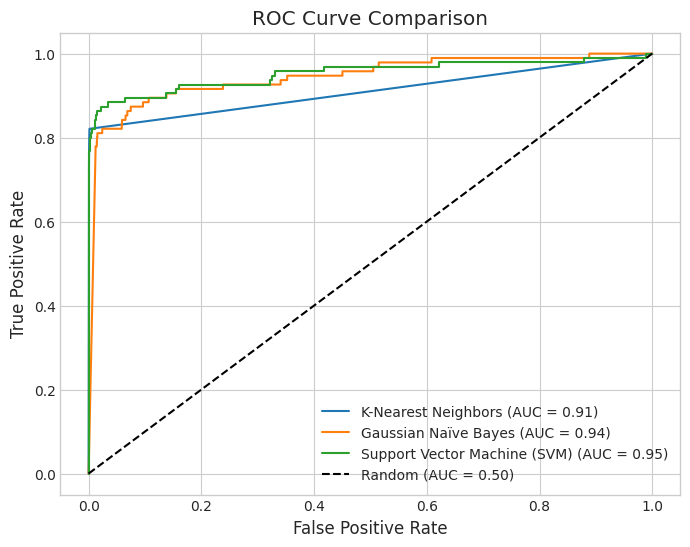 ROC Curve Comparison
True Positive Rate
1.0
0.8
0.6
0.4
0.2
0.0
K-Nearest Neighbors (AUC = 0.91)
Gaussian Naïve Bayes (AUC = 0.94)
Support Vector Machine (SVM) (AUC = 0.95)
Random (AUC = 0.50)
0.0 0.2 0.4 0.6 0.8 1.0
False Positive Rate